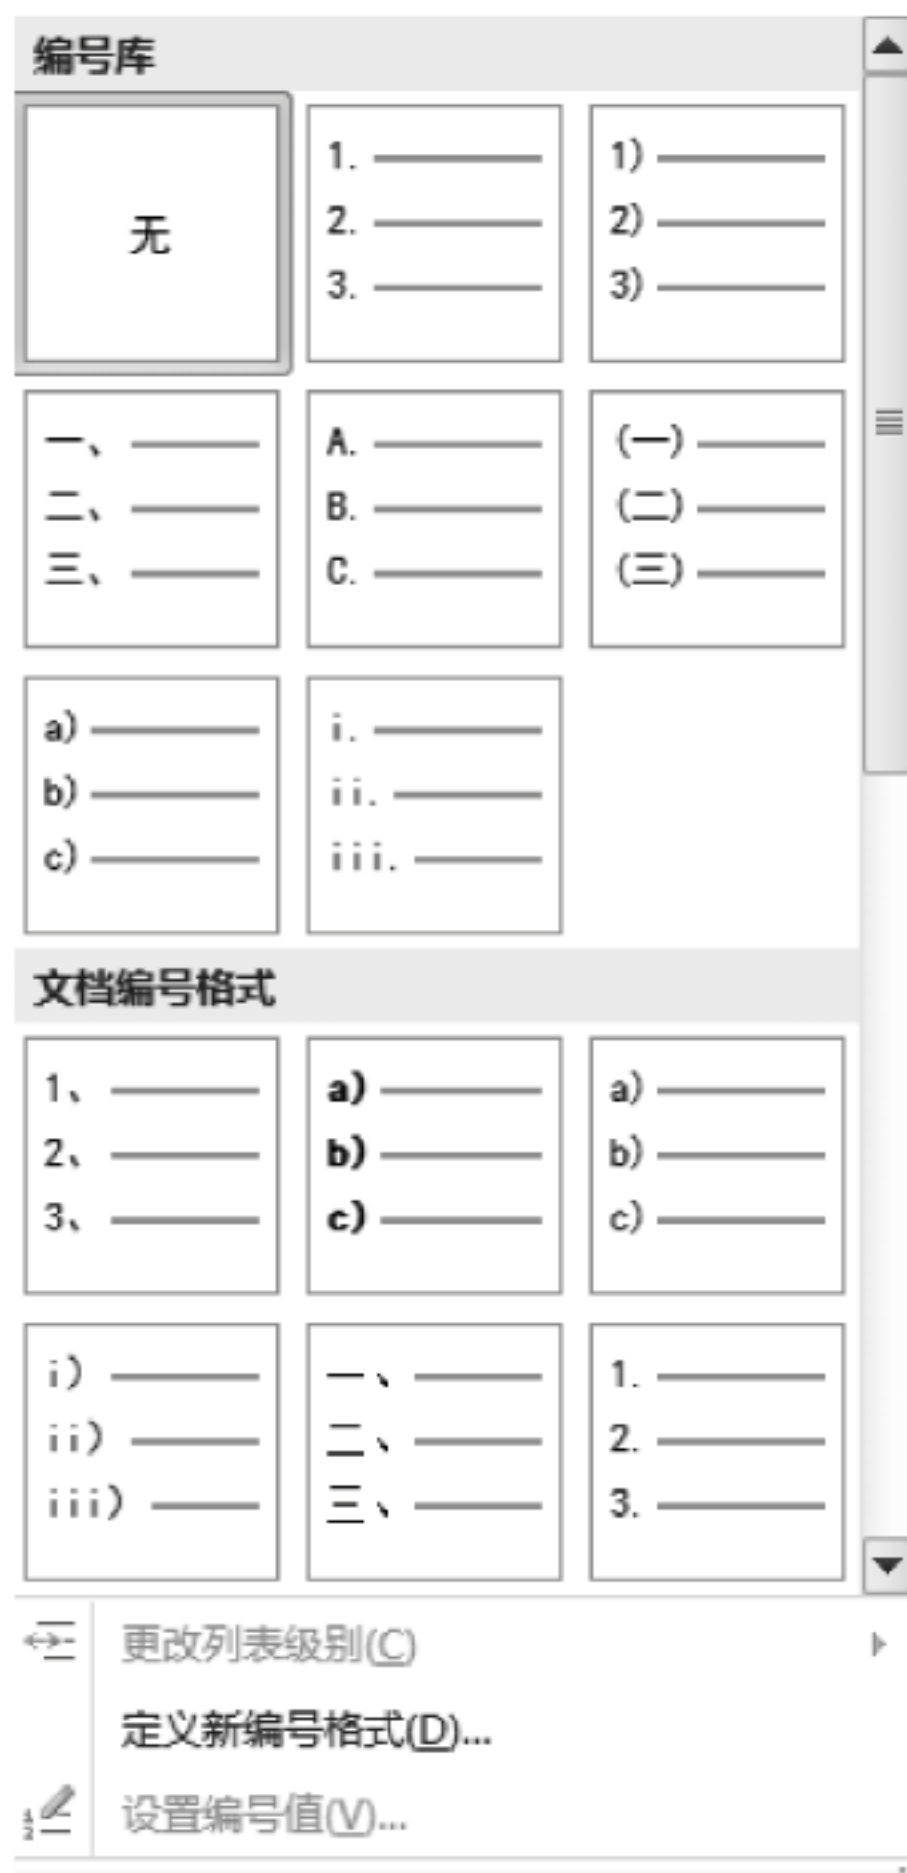 编号库
无
1. 1)
2. 2)
3. 3)
一、 A. (一)
二、 B. (二)
三、 C. (三)
a) i.
b) ii.
c) iii.
文档编号格式
1、 a) a)
2、 b) b)
3、 c) c)
i) 一、 1.
ii) 二、 2.
iii) 三、 3.
更改列表级别(C)
定义新编号格式(D)...
设置编号值(V)...